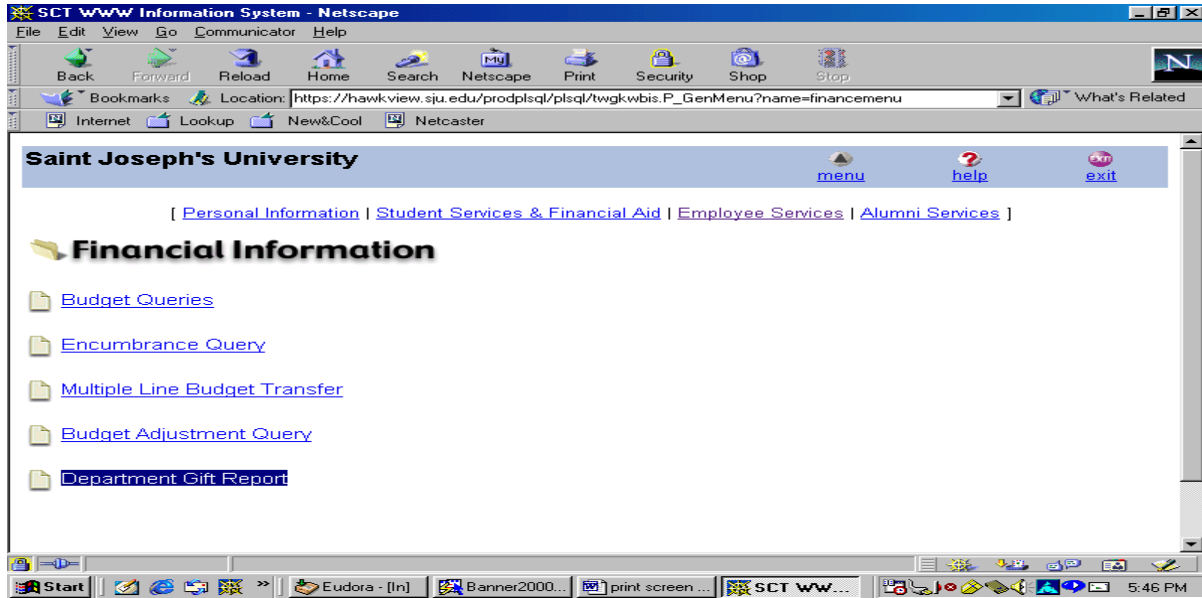 SCT WWW Information System - Netscape
File Edit View Go Communicator Help
My
Back Forward Reload Home Search Netscape Print Security Shop Stop
N
Bookmarks Location: https://hawkview.sju.edu/prodplsql/plsql/twgkwbis.P_GenMenu?name=financemenu What's Related
Internet Lookup New&Cool Netcaster
Saint Joseph's University
menu help exit
[ Personal Information | Student Services & Financial Aid | Employee Services | Alumni Services ]
Financial Information
Budget Queries
Encumbrance Query
Multiple Line Budget Transfer
Budget Adjustment Query
Department Gift Report
Start » Eudora - [In] Banner2000... print screen ... SCT WW... 5:46 PM